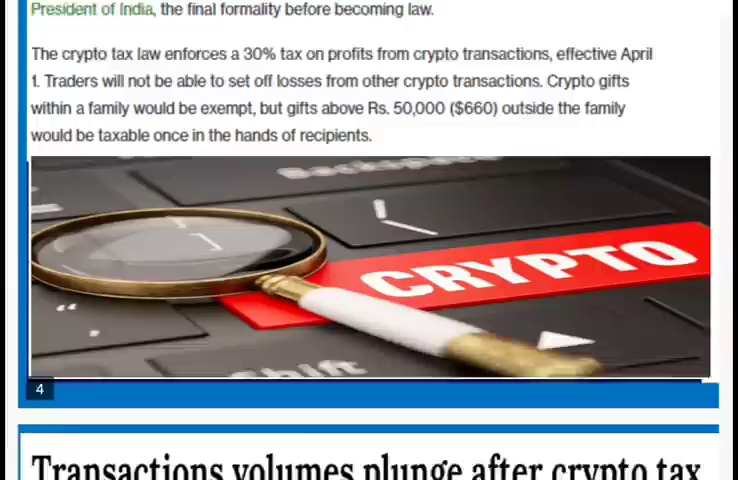 President of India, the final formality before becoming law.
The crypto tax law enforces a 30% tax on profits from crypto transactions, effective April
1. Traders will not be able to set off losses from other crypto transactions. Crypto gifts
within a family would be exempt, but gifts above Rs. 50,000 ($660) outside the family
would be taxable once in the hands of recipients.
Backspace
CRYPTO
Shift
4
Transactions volumes plunge after crypto tax